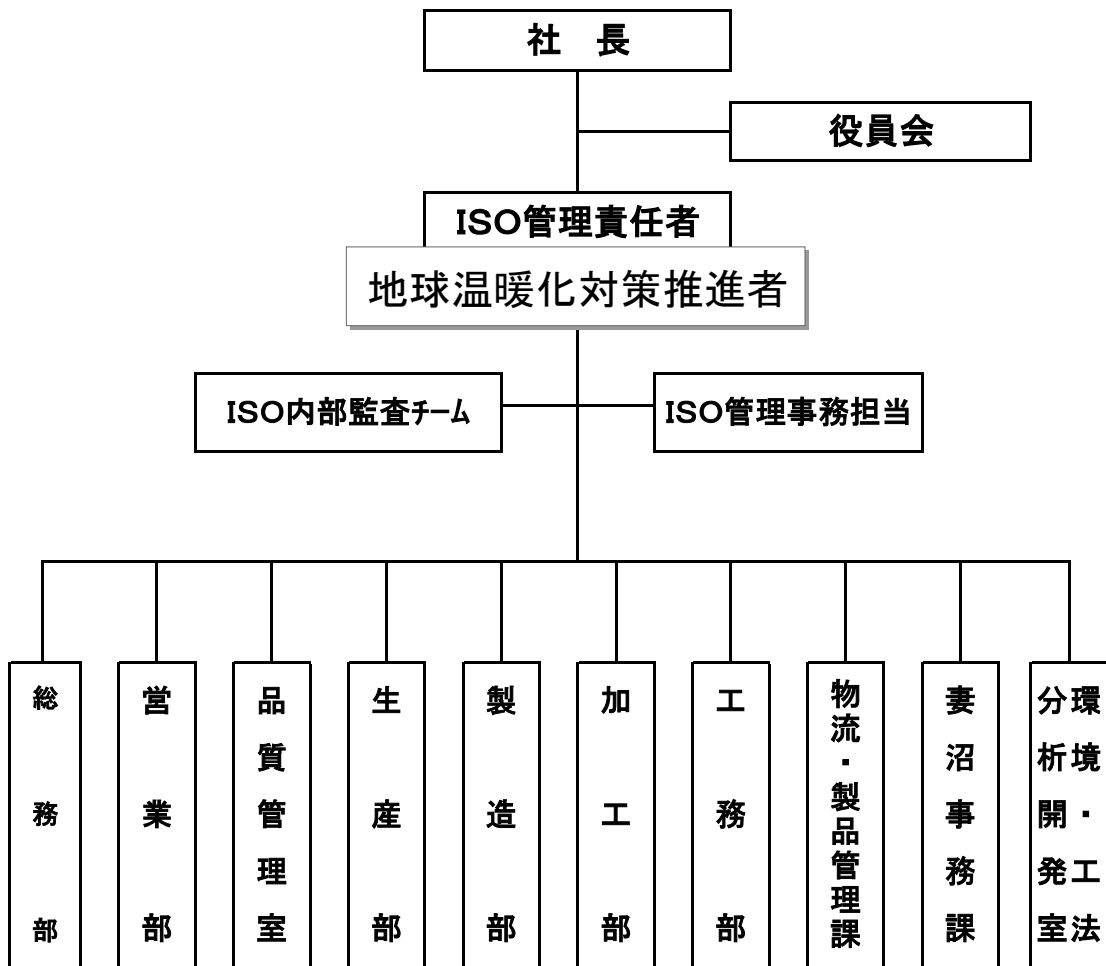 社　長
役員会
ISO管理責任者
地球温暖化対策推進者
ISO内部監査ﾁｰﾑ
ISO管理事務担当
総務部
営業部
品質管理室
生産部
製造部
加工部
工務部
物流・製品管理課
妻沼事務課
環境・工法
分析開発室